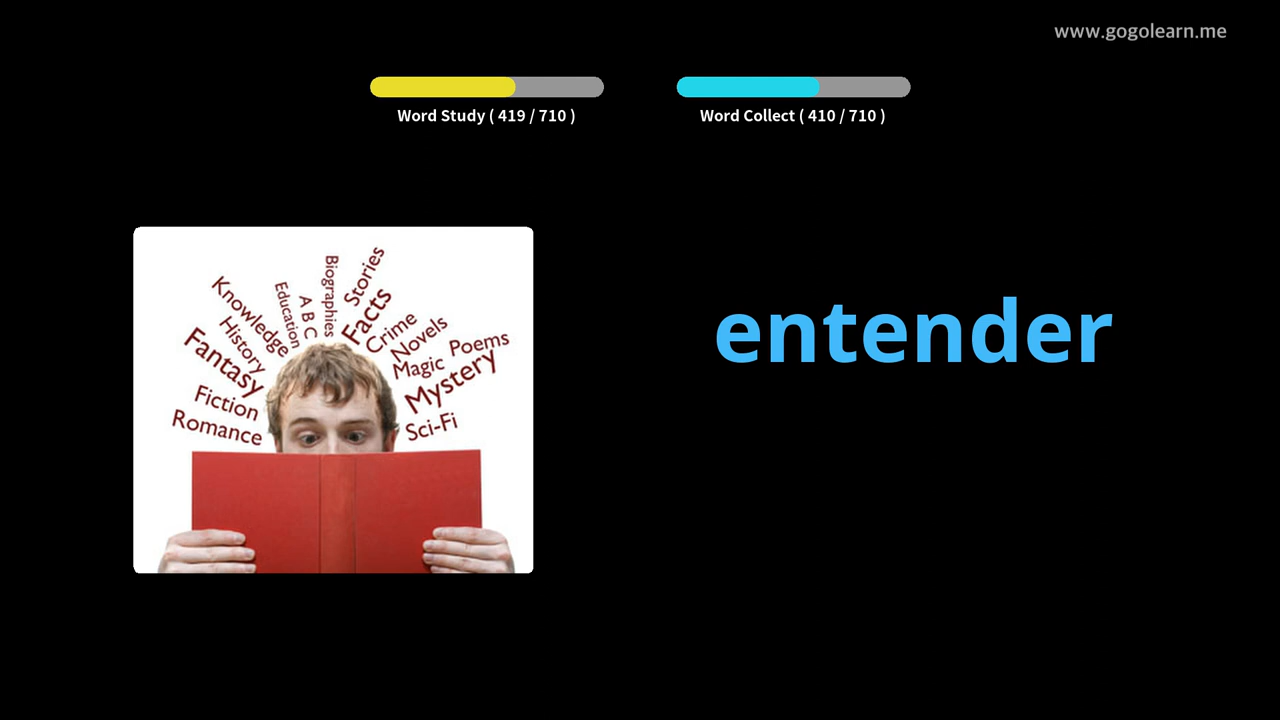 www.gogolearn.me
Word Study ( 419 / 710 )
Word Collect ( 410 / 710 )
Biographies
Stories
Education
A B C
Facts
Knowledge
Crime
Novels
History
Poems
Fantasy
Magic
Mystery
Fiction
Romance
Sci-Fi
entender